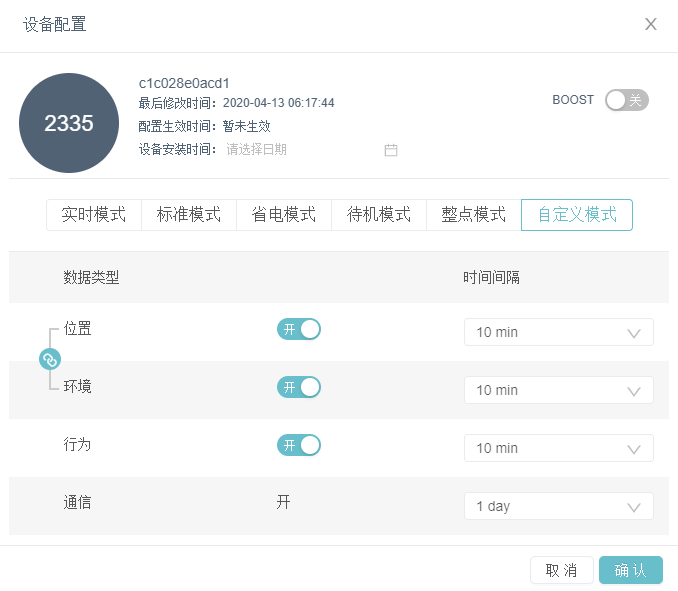 设备配置
2335
c1c028e0acd1
最后修改时间：2020-04-13 06:17:44
配置生效时间：暂未生效
设备安装时间：请选择日期
BOOST 关
实时模式 标准模式 省电模式 待机模式 整点模式 自定义模式
数据类型 时间间隔
位置 开 10 min
环境 开 10 min
行为 开 10 min
通信 开 1 day
取 消 确 认